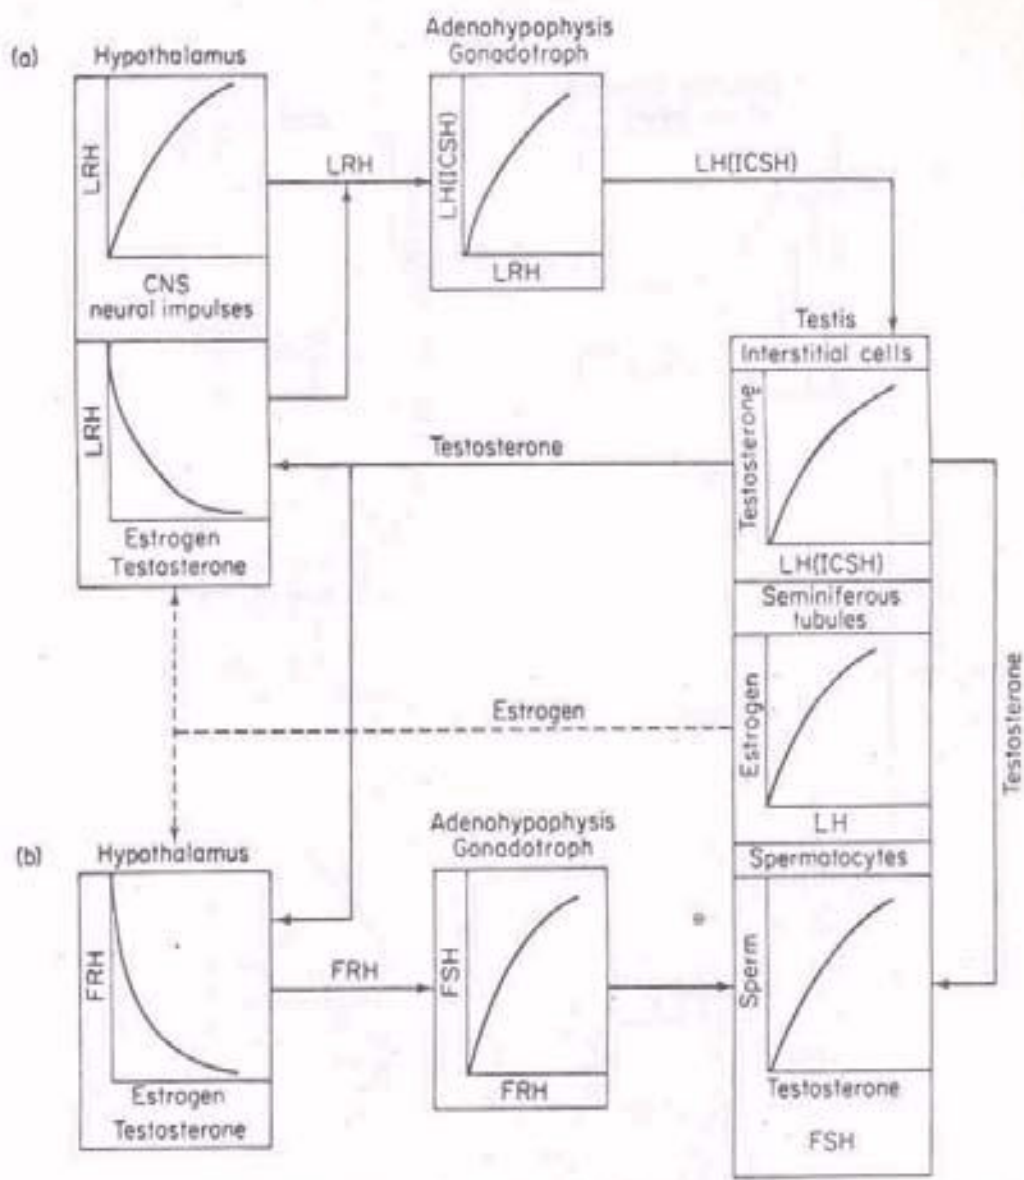 (a)
Hypothalamus
LRH
CNS
neural impulses
LRH
Estrogen
Testosterone
LRH
Adenohypophysis
Gonadotroph
LH(ICSH)
LRH
LH(ICSH)
Testis
Interstitial cells
Testosterone
LH(ICSH)
Seminiferous
tubules
Estrogen
LH
Spermatocytes
Sperm
Testosterone
FSH
Testosterone
Testosterone
Estrogen
(b)
Hypothalamus
FRH
Estrogen
Testosterone
FRH
Adenohypophysis
Gonadotroph
FSH
FRH